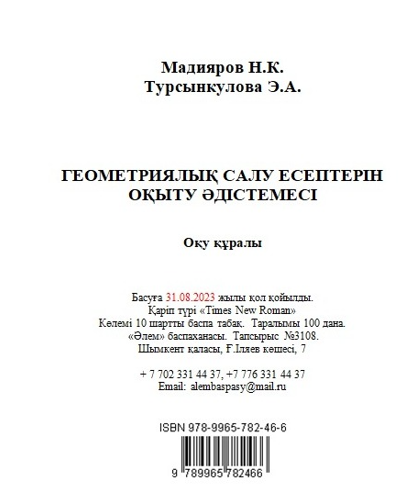 Мадияров Н.К.
Турсынкулова Э.А.
ГЕОМЕТРИЯЛЫҚ САЛУ ЕСЕПТЕРІН
ОҚЫТУ ӘДІСТЕМЕСІ
Оқу құралы
Басуға 31.08.2023 жылы қол қойылды.
Қаріп түрі «Times New Roman»
Көлемі 10 шартты баспа табақ. Таралымы 100 дана.
«Әлем» баспаханасы. Тапсырыс №3108.
Шымкент қаласы, Ғ.Іляев көшесі, 7
+ 7 702 331 44 37, +7 776 331 44 37
Email: alembaspasy@mail.ru
ISBN 978-9965-782-46-6
9 789965 782466